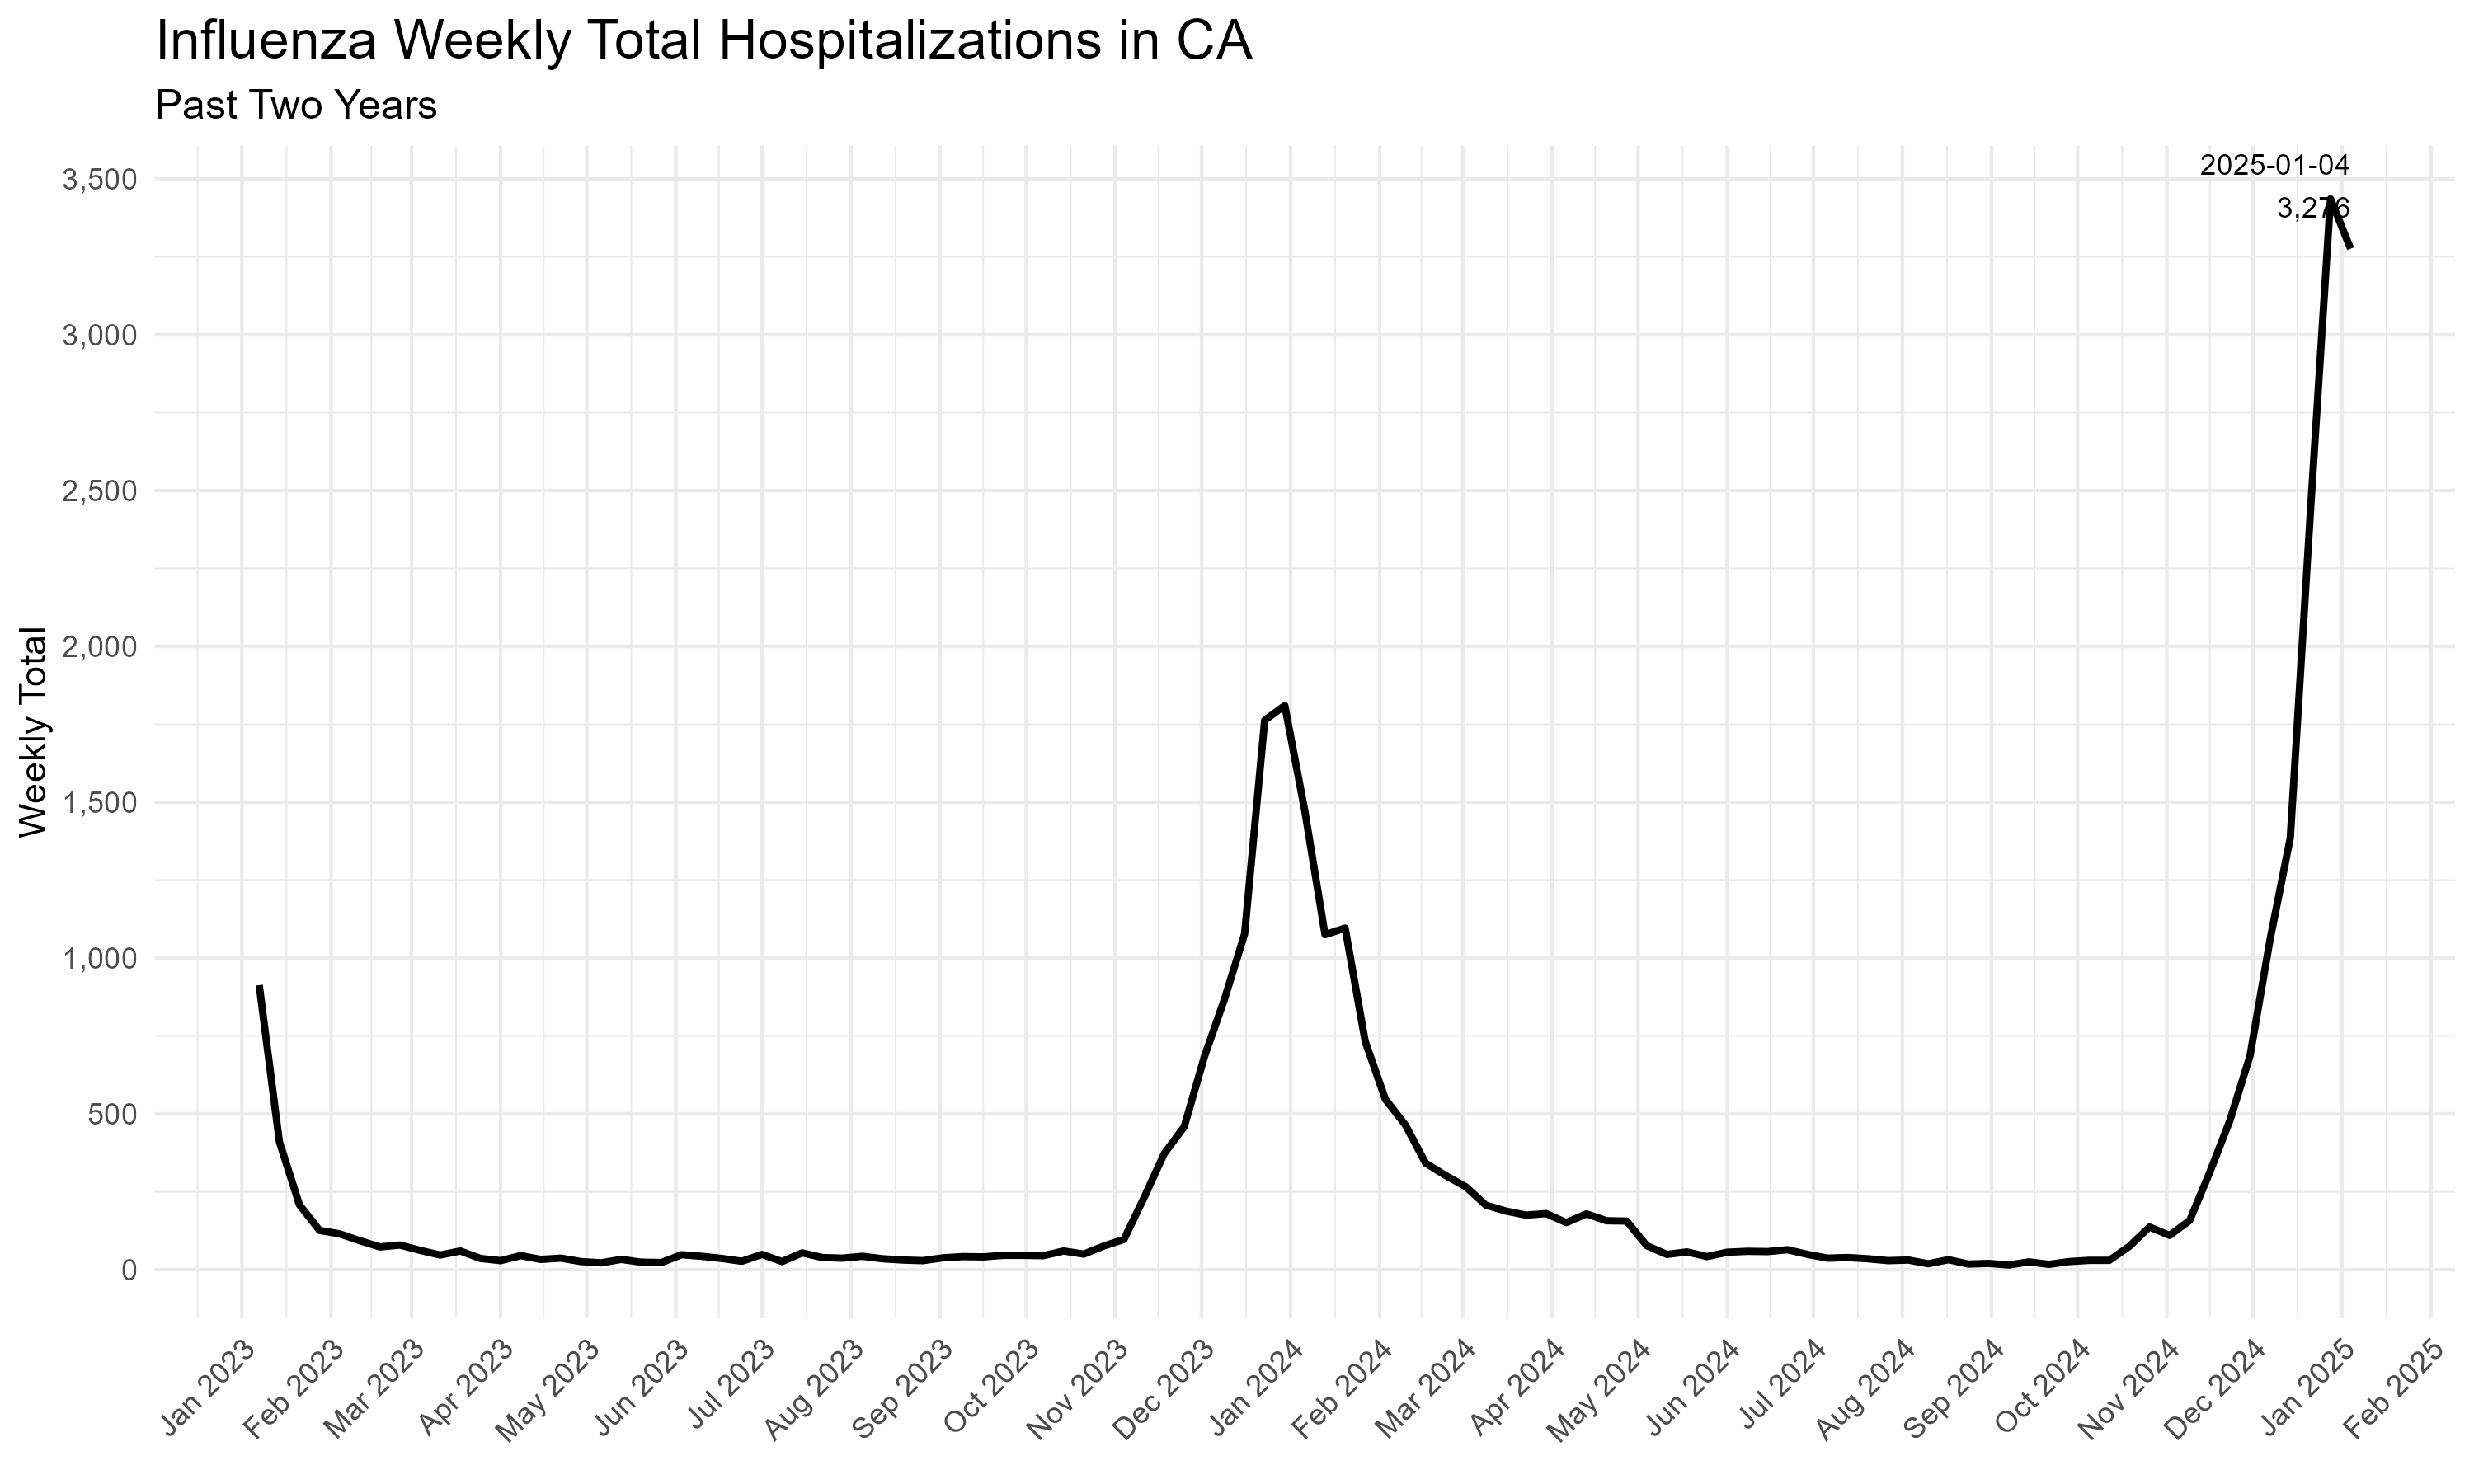 Influenza Weekly Total Hospitalizations in CA
Past Two Years
2025-01-04
3,276
Weekly Total
3,500
3,000
2,500
2,000
1,500
1,000
500
0
Jan 2023
Feb 2023
Mar 2023
Apr 2023
May 2023
Jun 2023
Jul 2023
Aug 2023
Sep 2023
Oct 2023
Nov 2023
Dec 2023
Jan 2024
Feb 2024
Mar 2024
Apr 2024
May 2024
Jun 2024
Jul 2024
Aug 2024
Sep 2024
Oct 2024
Nov 2024
Dec 2024
Jan 2025
Feb 2025